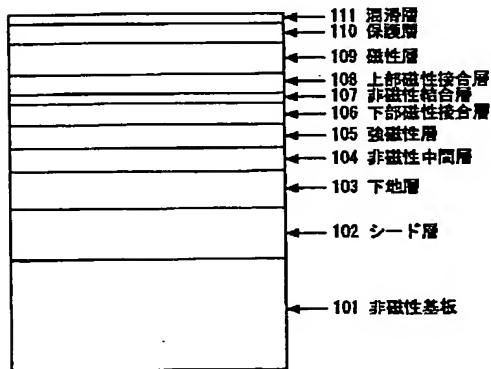 111 潤滑層
110 保護層
109 磁性層
108 上部磁性接合層
107 非磁性結合層
106 下部磁性接合層
105 強磁性層
104 非磁性中間層
103 下地層
102 シード層
101 非磁性基板